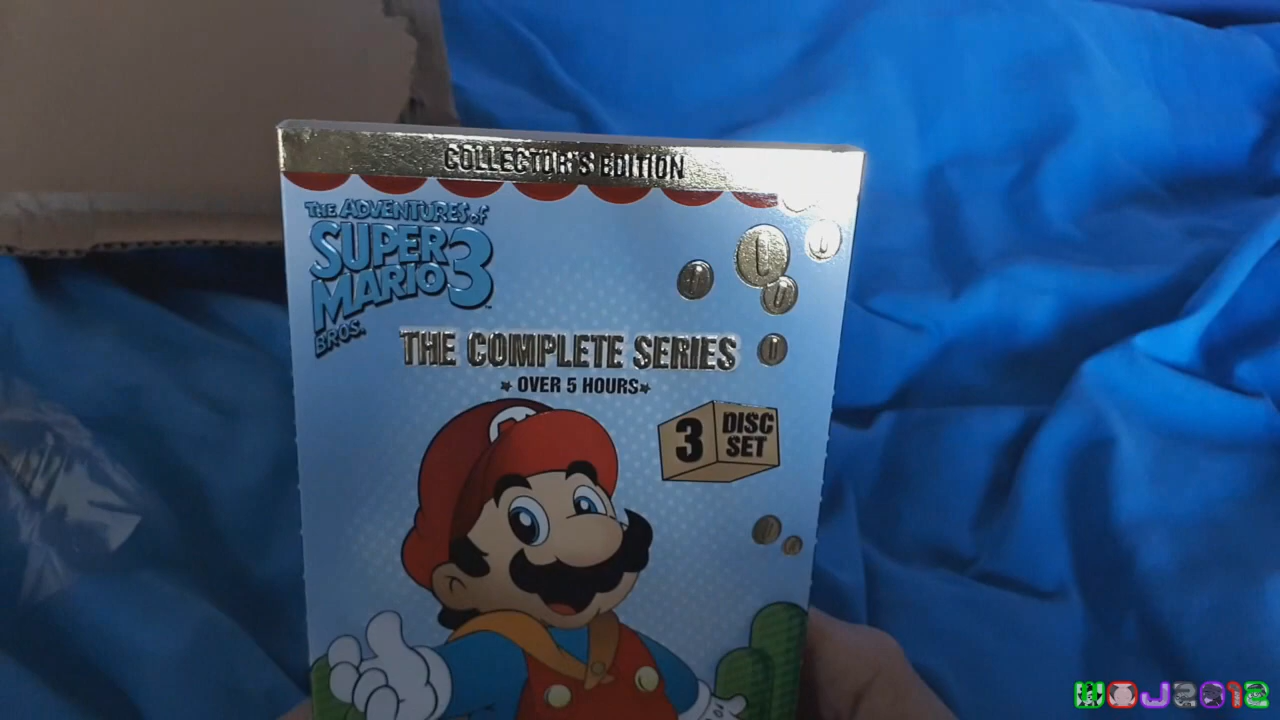 COLLECTOR'S EDITION
THE ADVENTURES of
SUPER
MARIO 3
BROS.
THE COMPLETE SERIES
OVER 5 HOURS
3 DISC
SET
M
WOJ2012